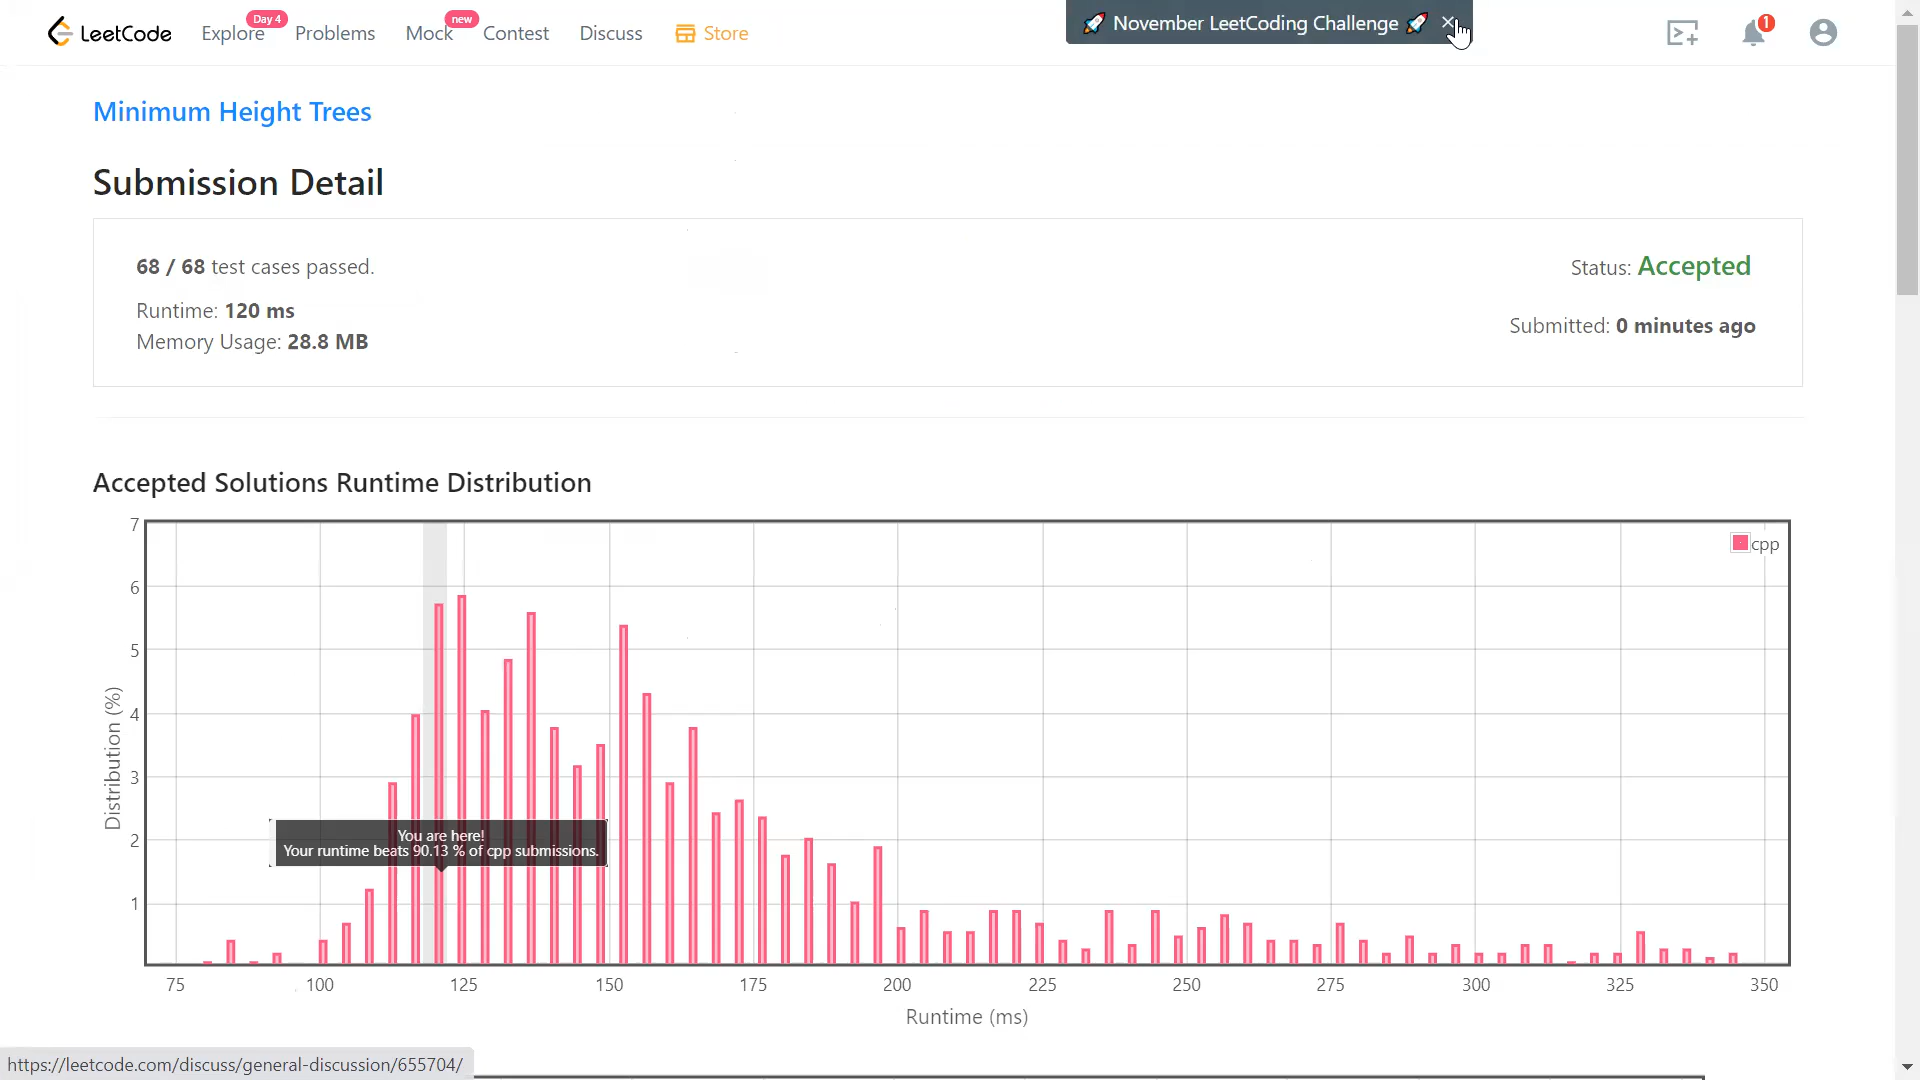 LeetCode
Explore
Day 4
Problems
Mock
new
Contest
Discuss
Store
🚀 November LeetCoding Challenge 🚀 ×
1
Minimum Height Trees
Submission Detail
68 / 68 test cases passed.
Status: Accepted
Runtime: 120 ms
Submitted: 0 minutes ago
Memory Usage: 28.8 MB
Accepted Solutions Runtime Distribution
cpp
7
6
5
4
3
2
1
Distribution (%)
You are here!
Your runtime beats 90.13 % of cpp submissions.
75 100 125 150 175 200 225 250 275 300 325 350
Runtime (ms)
https://leetcode.com/discuss/general-discussion/655704/